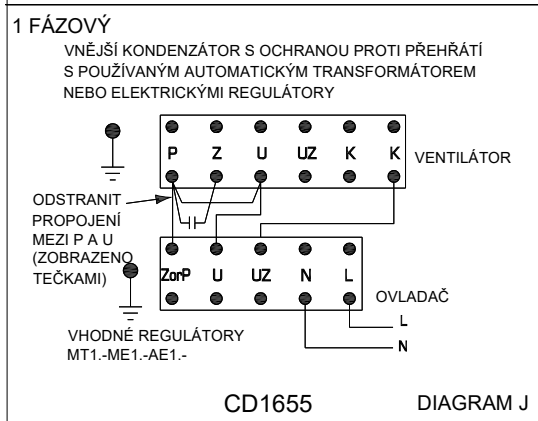 1 FÁZOVÝ
VNĚJŠÍ KONDENZÁTOR S OCHRANOU PROTI PŘEHŘÁTÍ
S POUŽÍVANÝM AUTOMATICKÝM TRANSFORMÁTOREM
NEBO ELEKTRICKÝMI REGULÁTORY
P Z U UZ K K VENTILÁTOR
ODSTRANIT
PROPOJENÍ
MEZI P A U
(ZOBRAZENO
TEČKAMI)
ZorP U UZ N L
OVLADAČ
L
N
VHODNÉ REGULÁTORY
MT1.-ME1.-AE1.-
CD1655 DIAGRAM J